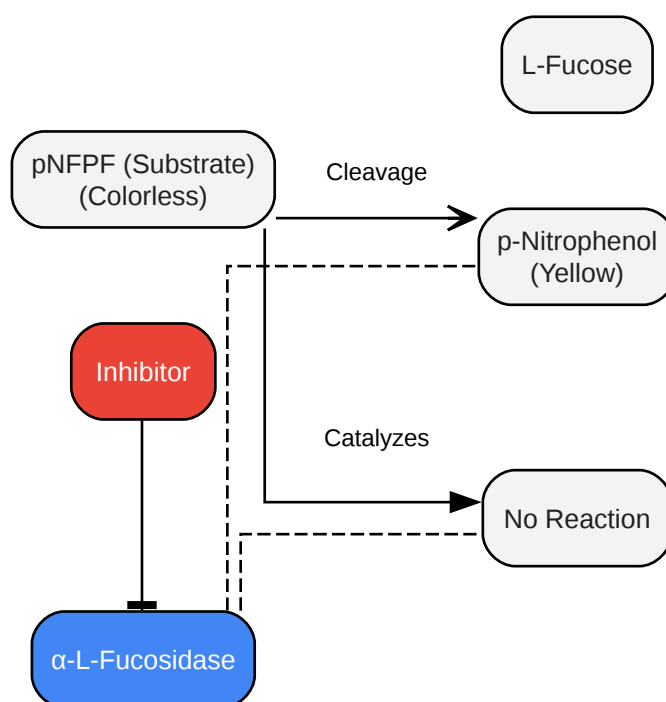 L-Fucose
pNFPF (Substrate)
(Colorless)
Cleavage
p-Nitrophenol
(Yellow)
Inhibitor
Catalyzes
No Reaction
α-L-Fucosidase